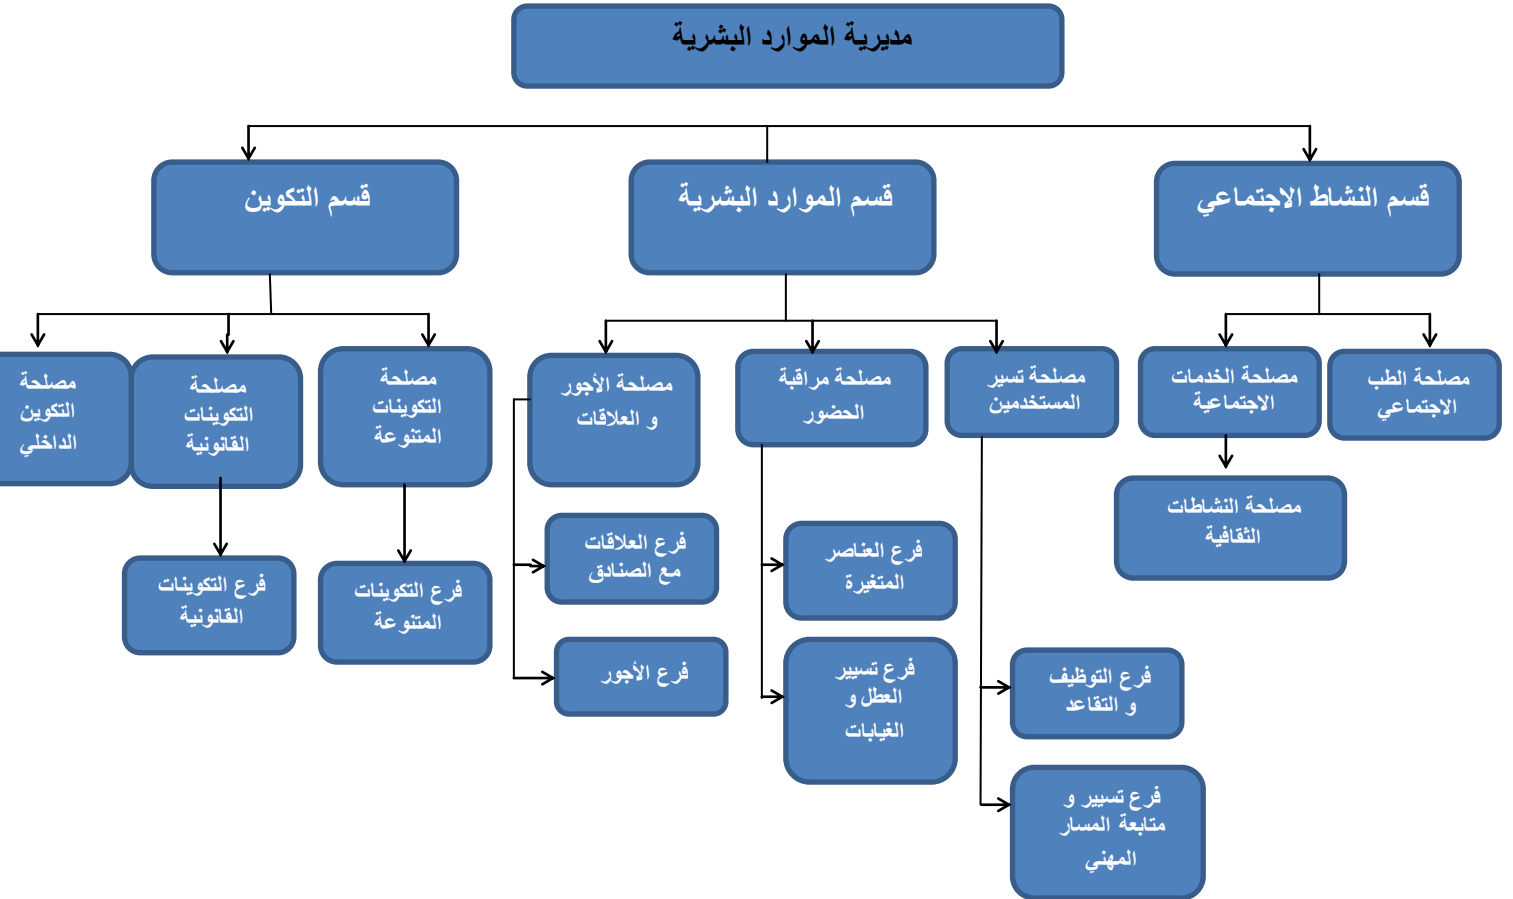 مديرية الموارد البشرية
قسم النشاط الاجتماعي
قسم الموارد البشرية
قسم التكوين
مصلحة الطب
الاجتماعي
مصلحة الخدمات
الاجتماعية
مصلحة تسير
المستخدمين
مصلحة مراقبة
الحضور
مصلحة الأجور
و العلاقات
مصلحة
التكوينات
المتنوعة
مصلحة
التكوينات
القانونية
مصلحة
التكوين
الداخلي
مصلحة النشاطات
الثقافية
فرع العناصر
المتغيرة
فرع العلاقات
مع الصنادق
فرع التكوينات
المتنوعة
فرع التكوينات
القانونية
فرع التوظيف
و التقاعد
فرع تسيير
العطل و
الغيابات
فرع الأجور
فرع تسيير و
متابعة المسار
المهني